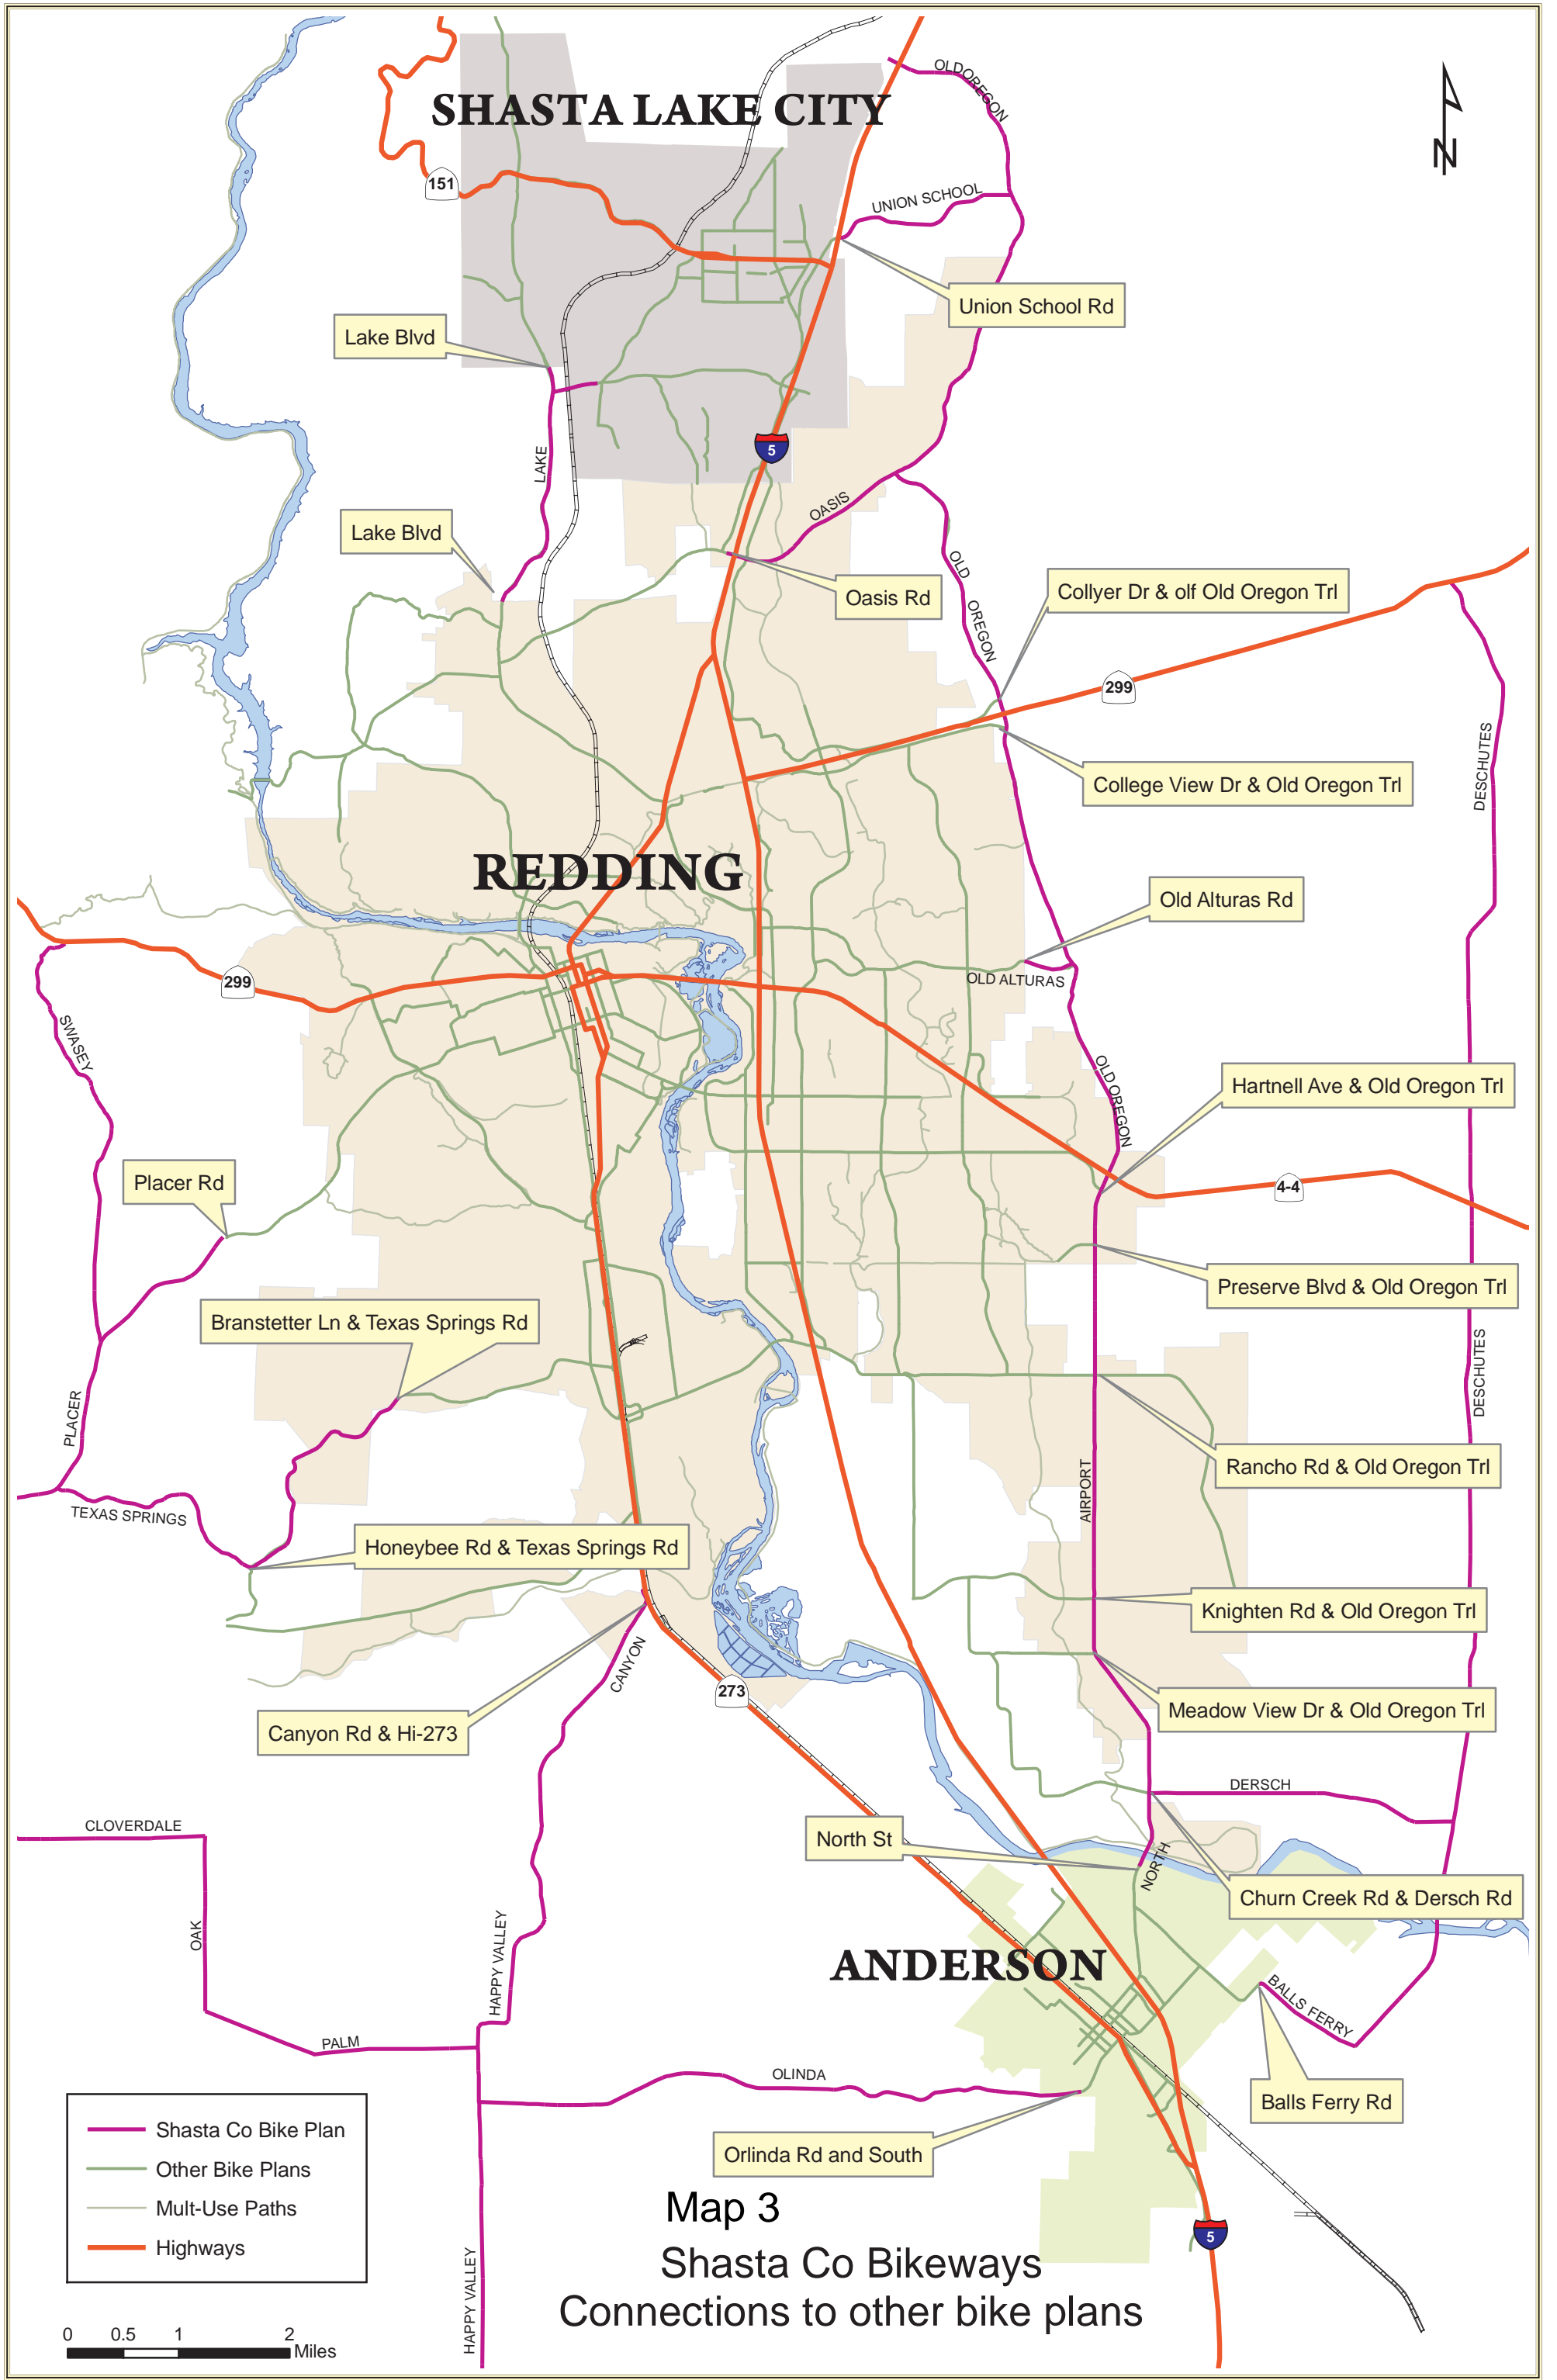 SHASTA LAKE CITY
OLD OREGON
N
151
UNION SCHOOL
Union School Rd
Lake Blvd
5
LAKE
OASIS
Lake Blvd
OLD OREGON
Oasis Rd
Collyer Dr & olf Old Oregon Trl
299
DESCHUTES
College View Dr & Old Oregon Trl
REDDING
Old Alturas Rd
OLD ALTURAS
299
SWASEY
OLD OREGON
Hartnell Ave & Old Oregon Trl
Placer Rd
4-4
Preserve Blvd & Old Oregon Trl
Branstetter Ln & Texas Springs Rd
DESCHUTES
PLACER
Rancho Rd & Old Oregon Trl
AIRPORT
TEXAS SPRINGS
Honeybee Rd & Texas Springs Rd
Knighten Rd & Old Oregon Trl
CANYON
273
Meadow View Dr & Old Oregon Trl
Canyon Rd & Hi-273
DERSCH
CLOVERDALE
North St
NORTH
Churn Creek Rd & Dersch Rd
OAK
HAPPY VALLEY
ANDERSON
BALLS FERRY
PALM
OLINDA
Balls Ferry Rd
Orlinda Rd and South
Shasta Co Bike Plan
Other Bike Plans
Mult-Use Paths
Highways
HAPPY VALLEY
5
Map 3
Shasta Co Bikeways
Connections to other bike plans
0 0.5 1 2
Miles